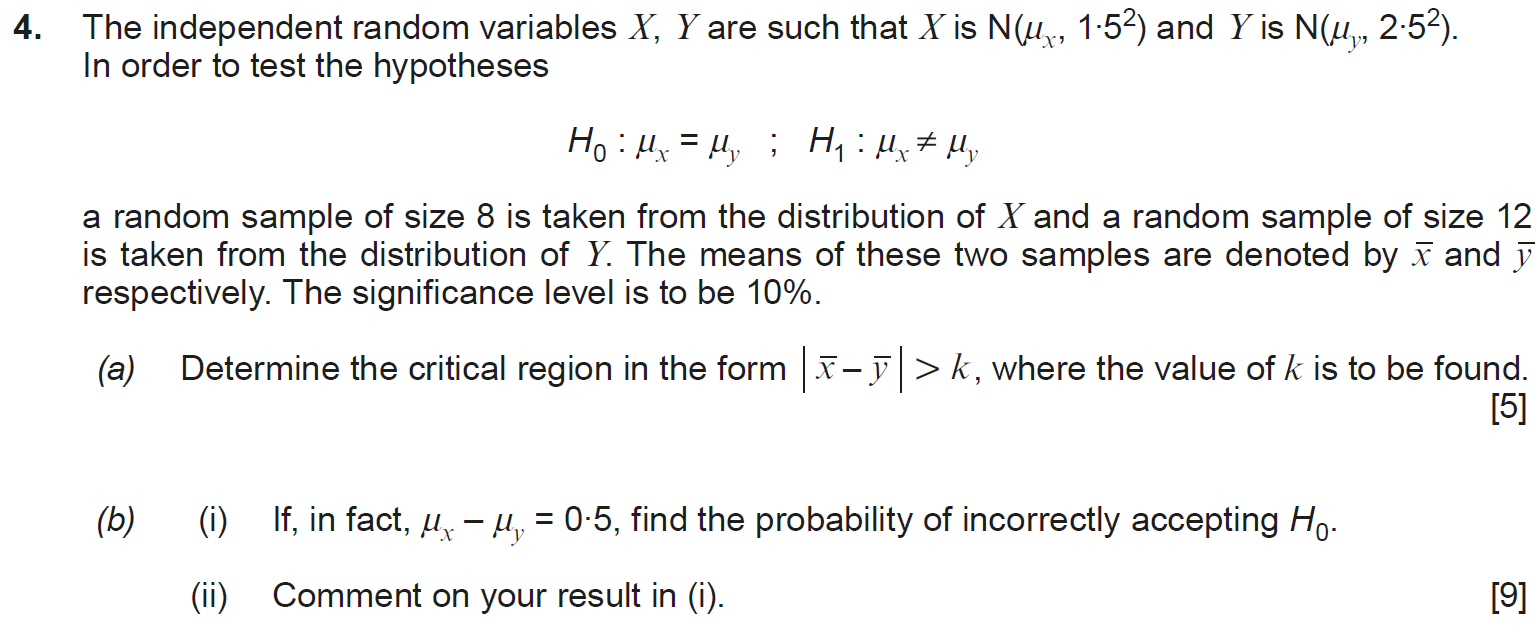 4. The independent random variables X, Y are such that X is N(μₓ, 1·5²) and Y is N(μᵧ, 2·5²).
In order to test the hypotheses
H₀ : μₓ = μᵧ ; H₁ : μₓ ≠ μᵧ
a random sample of size 8 is taken from the distribution of X and a random sample of size 12
is taken from the distribution of Y. The means of these two samples are denoted by x̅ and y̅
respectively. The significance level is to be 10%.
(a) Determine the critical region in the form |x̅ – y̅| > k, where the value of k is to be found.
[5]
(b) (i) If, in fact, μₓ – μᵧ = 0·5, find the probability of incorrectly accepting H₀.
(ii) Comment on your result in (i). [9]